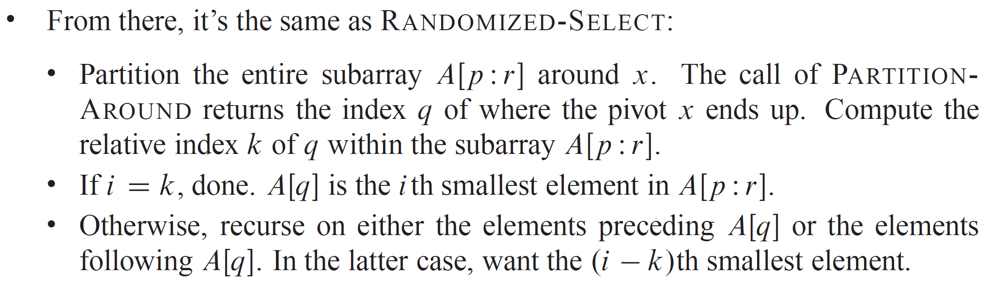 • From there, it’s the same as RANDOMIZED-SELECT:
• Partition the entire subarray A[p : r] around x. The call of PARTITION-
AROUND returns the index q of where the pivot x ends up. Compute the
relative index k of q within the subarray A[p : r].
• If i = k, done. A[q] is the ith smallest element in A[p : r].
• Otherwise, recurse on either the elements preceding A[q] or the elements
following A[q]. In the latter case, want the (i − k)th smallest element.